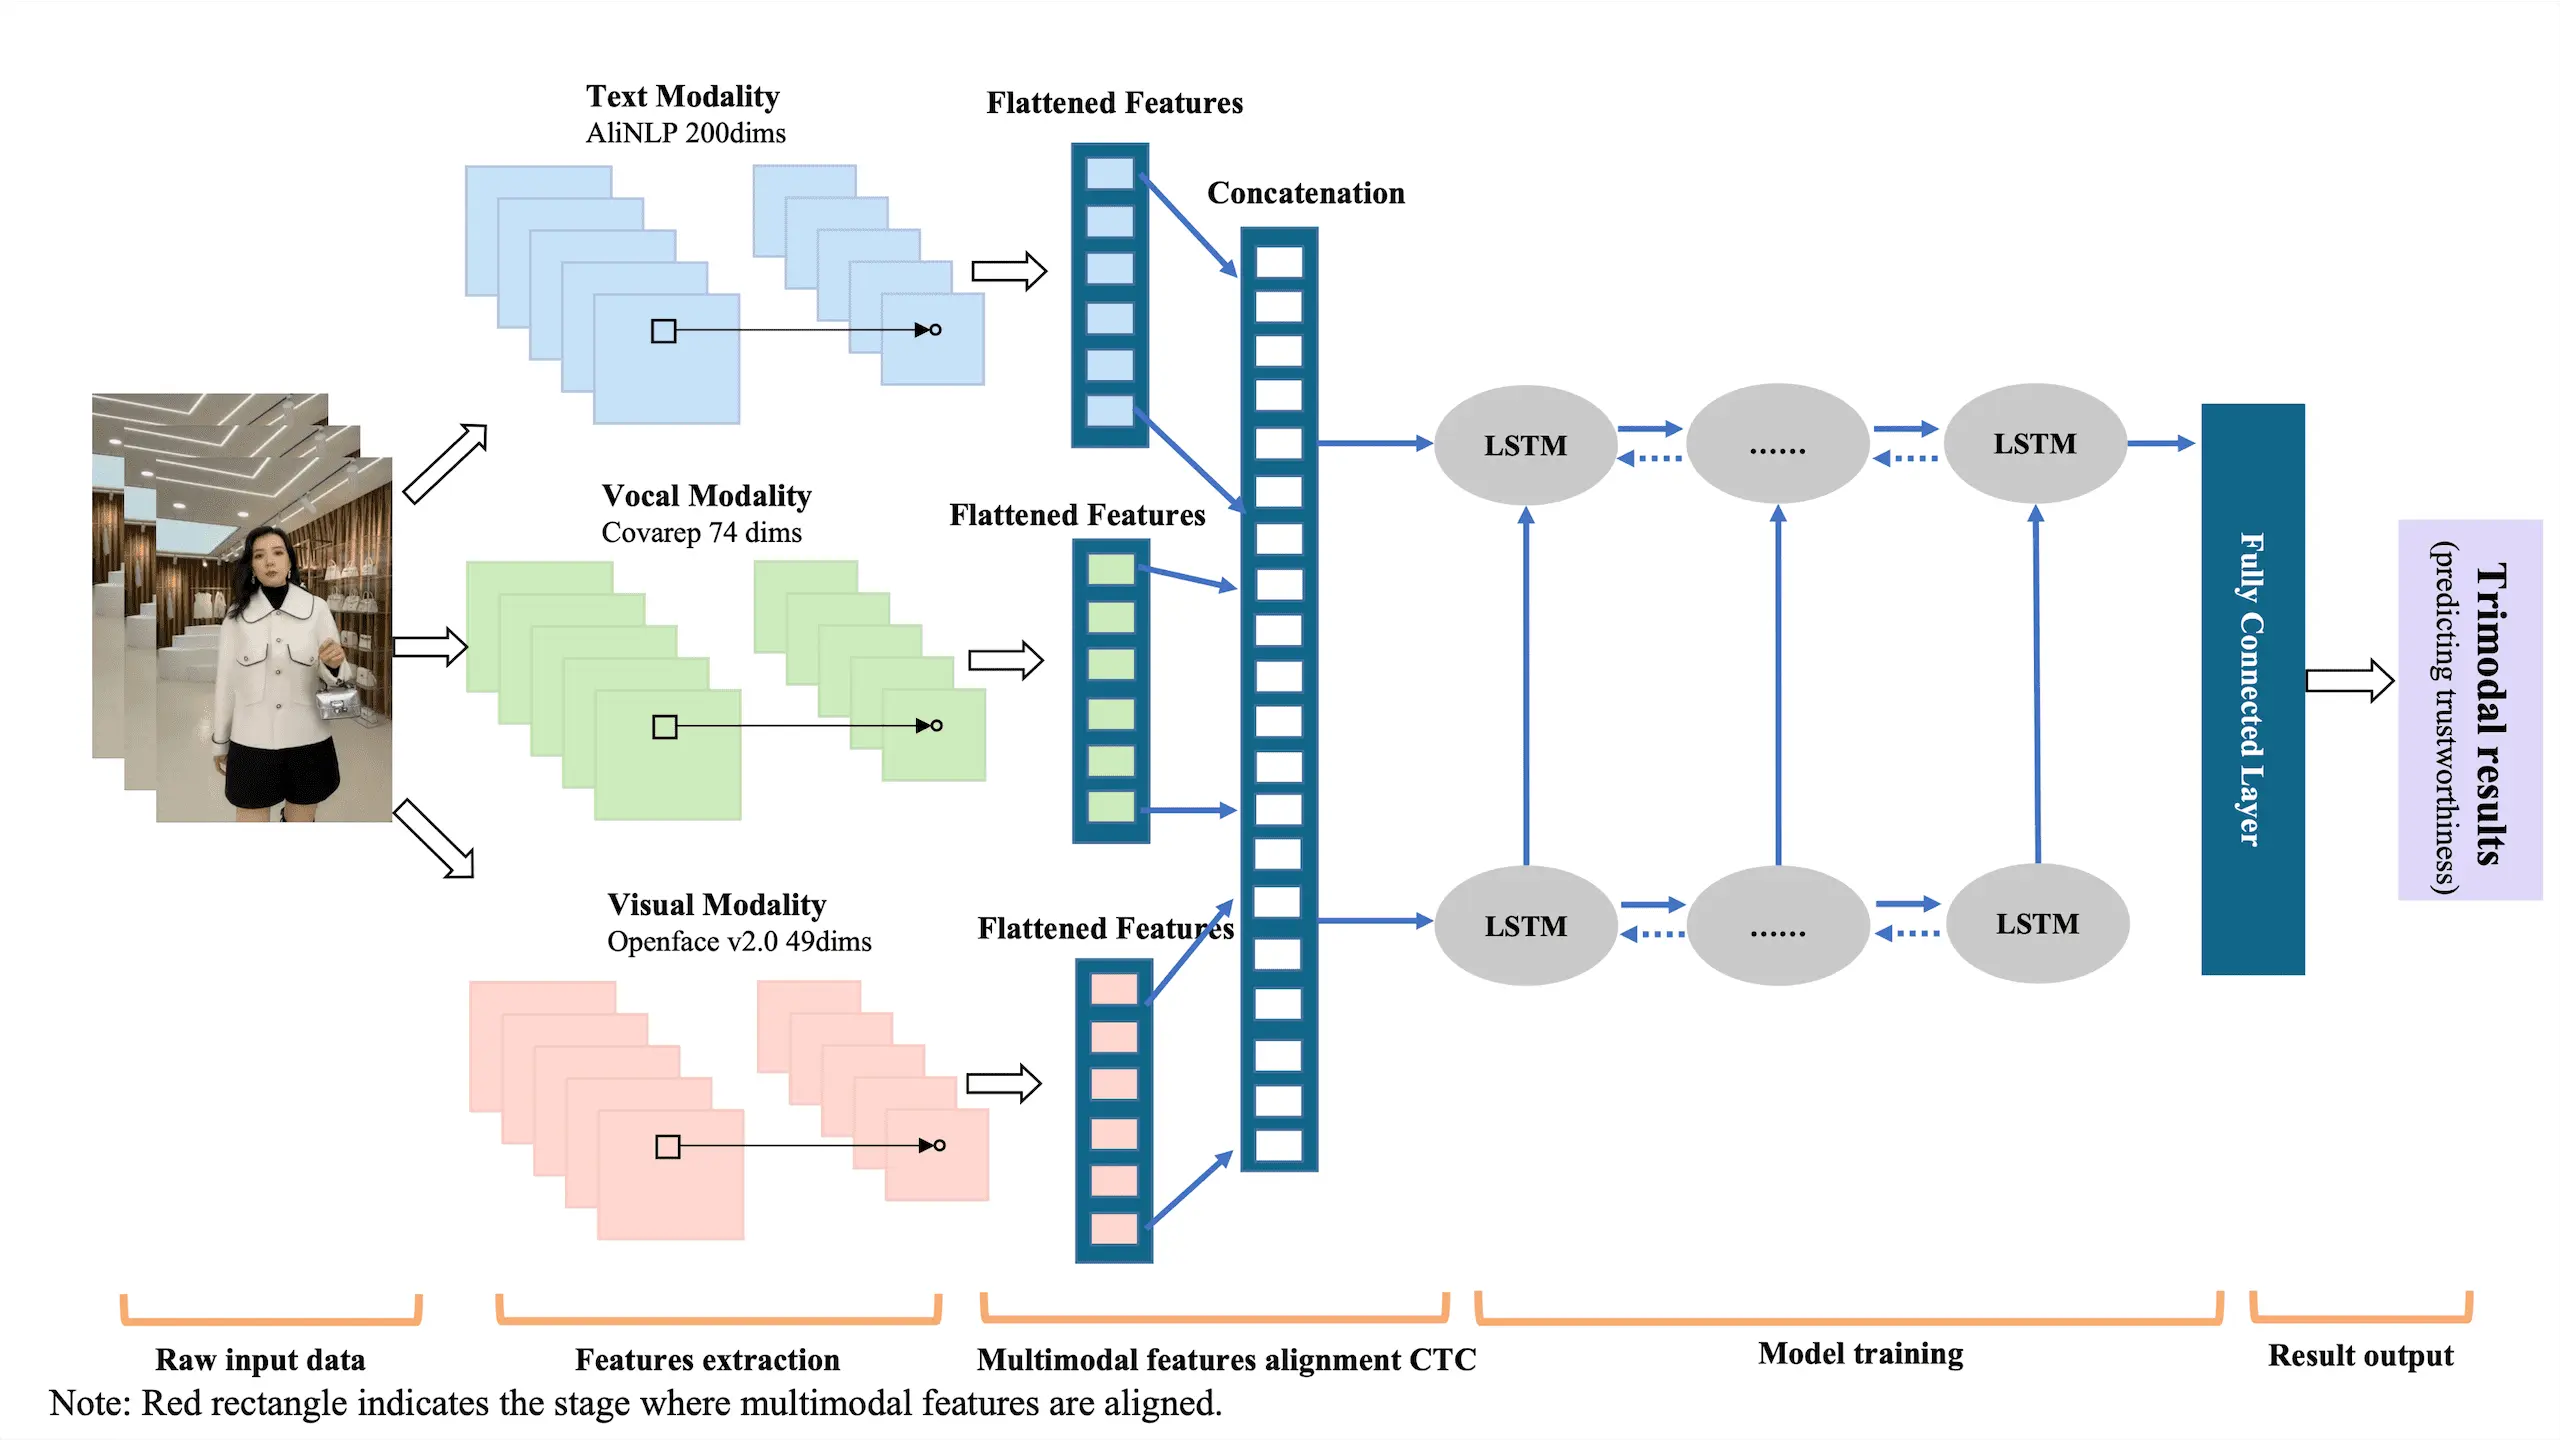 Text Modality
AliNLP 200dims
Flattened Features
Concatenation
Vocal Modality
Covarep 74 dims
Flattened Features
Visual Modality
Openface v2.0 49dims
Flattened Features
LSTM
......
LSTM
LSTM
......
LSTM
Fully Connected Layer
Trimodal results
(predicting trustworthiness)
Raw input data
Features extraction
Multimodal features alignment CTC
Model training
Result output
Note: Red rectangle indicates the stage where multimodal features are aligned.